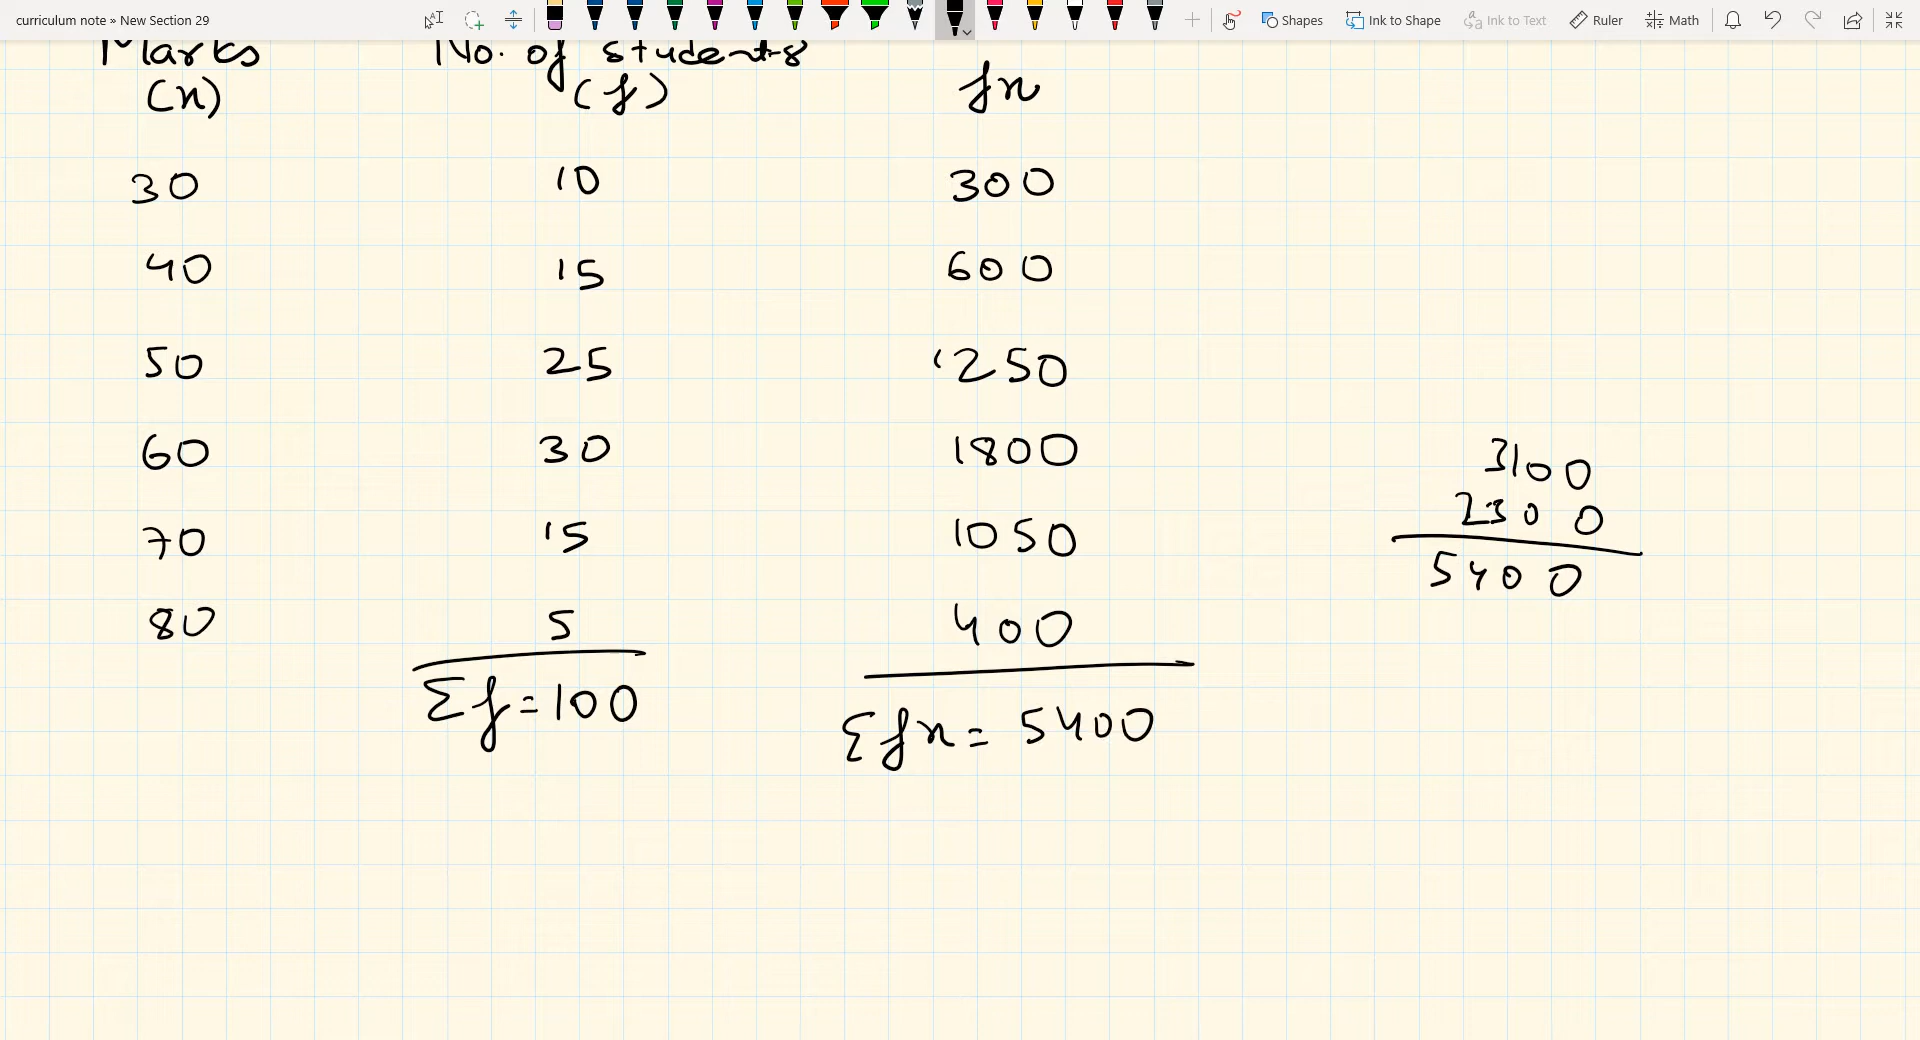 curriculum note » New Section 29
Shapes Ink to Shape Ink to Text Ruler Math
Marks No. of students
(x) (f) fx
30 10 300
40 15 600
50 25 1250
60 30 1800
70 15 1050
80 5 400
Σf = 100 Σfx = 5400
3100
2300
5400